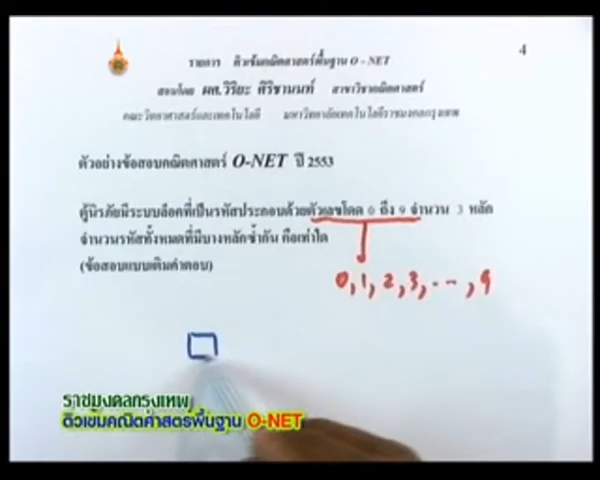 4
รายการ ติวเข้มคณิตศาสตร์พื้นฐาน O - NET
สอนโดย ผศ.วิริยะ ศิริชานนท์ สาขาวิชาคณิตศาสตร์
คณะวิทยาศาสตร์และเทคโนโลยี มหาวิทยาลัยเทคโนโลยีราชมงคลกรุงเทพ
ตัวอย่างข้อสอบคณิตศาสตร์ O-NET ปี 2553
ตู้นิรภัยมีระบบล็อกที่เป็นรหัสประกอบด้วยตัวเลขโดด 0 ถึง 9 จำนวน 3 หลัก
จำนวนรหัสทั้งหมดที่มีบางหลักซ้ำกัน คือเท่าใด
(ข้อสอบแบบเติมคำตอบ)
0, 1, 2, 3, ..., 9
ราชมงคลกรุงเทพ
ติวเข้มคณิตศาสตร์พื้นฐาน O-NET